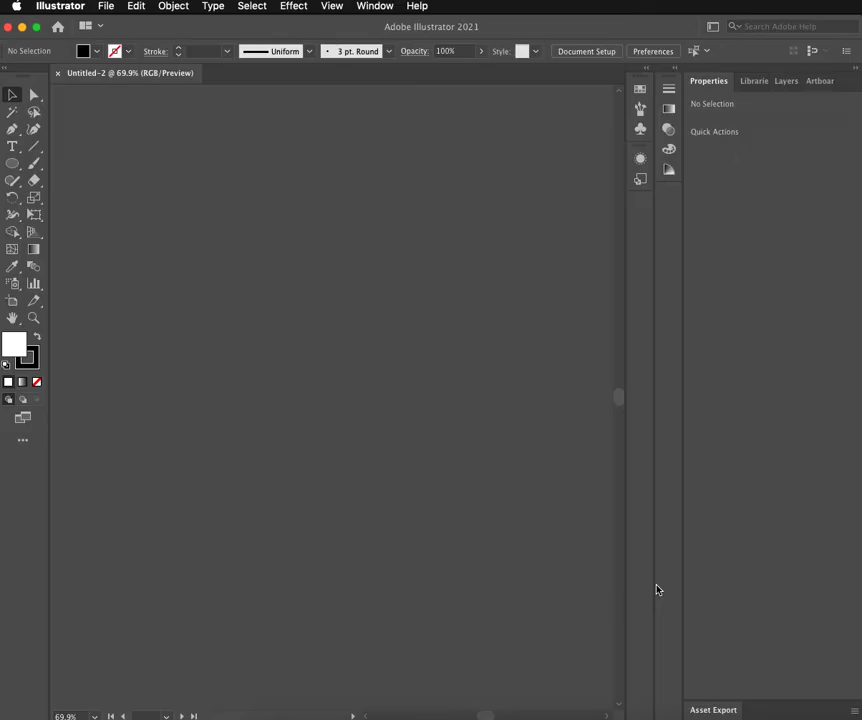 Illustrator File Edit Object Type Select Effect View Window Help
Adobe Illustrator 2021
Search Adobe Help
No Selection Stroke: Uniform 3 pt. Round Opacity: 100% Style: Document Setup Preferences
Untitled-2 @ 69.9% (RGB/Preview)
Properties Librarie Layers Artboar
No Selection
Quick Actions
Asset Export
69.9%